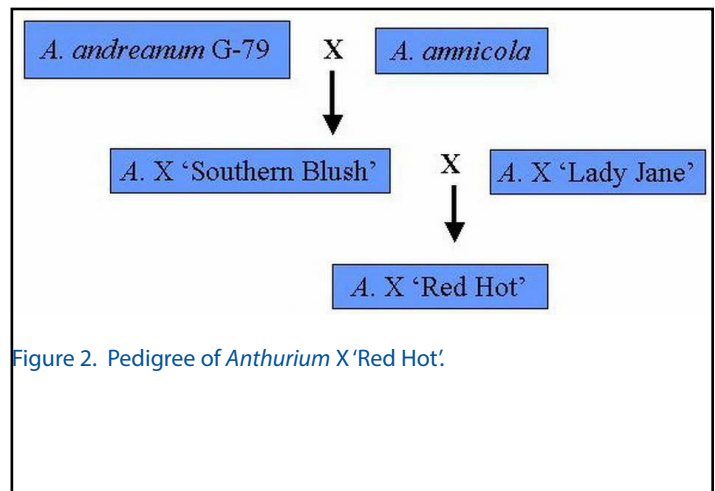 A. andreanum G-79 X A. amnicola
A. X ‘Southern Blush’ X A. X ‘Lady Jane’
A. X ‘Red Hot’
Figure 2. Pedigree of Anthurium X ‘Red Hot’.